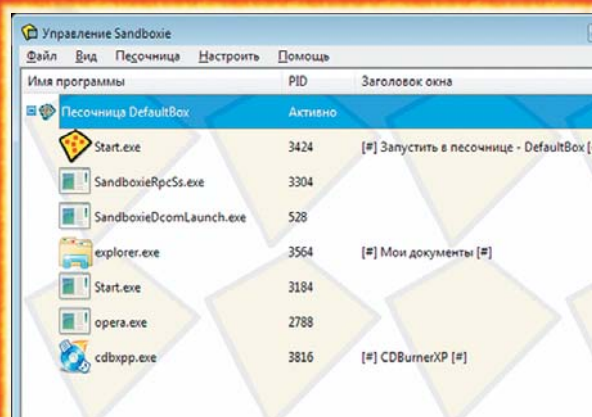 Управление Sandboxie
Файл Вид Песочница Настроить Помощь
Имя программы PID Заголовок окна
Песочница DefaultBox Активно
Start.exe 3424 [#] Запустить в песочнице - DefaultBox [
SandboxieRpcSs.exe 3304
SandboxieDcomLaunch.exe 528
explorer.exe 3564 [#] Мои документы [#]
Start.exe 3184
opera.exe 2788
cdbxpp.exe 3816 [#] CDBurnerXP [#]